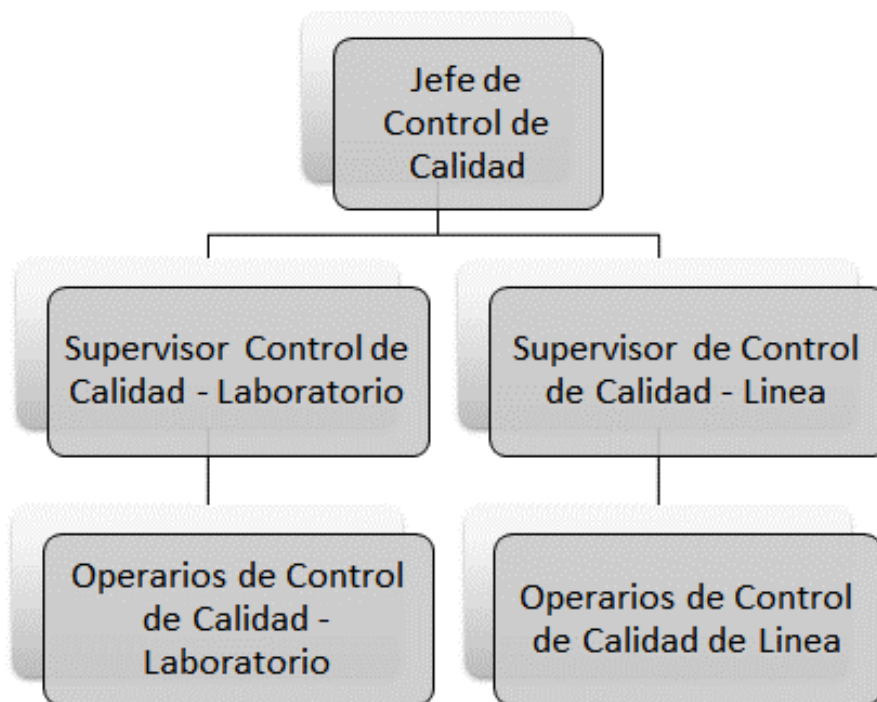 Jefe de
Control de
Calidad
Supervisor Control de
Calidad - Laboratorio
Supervisor de Control
de Calidad - Linea
Operarios de Control
de Calidad -
Laboratorio
Operarios de Control
de Calidad de Linea